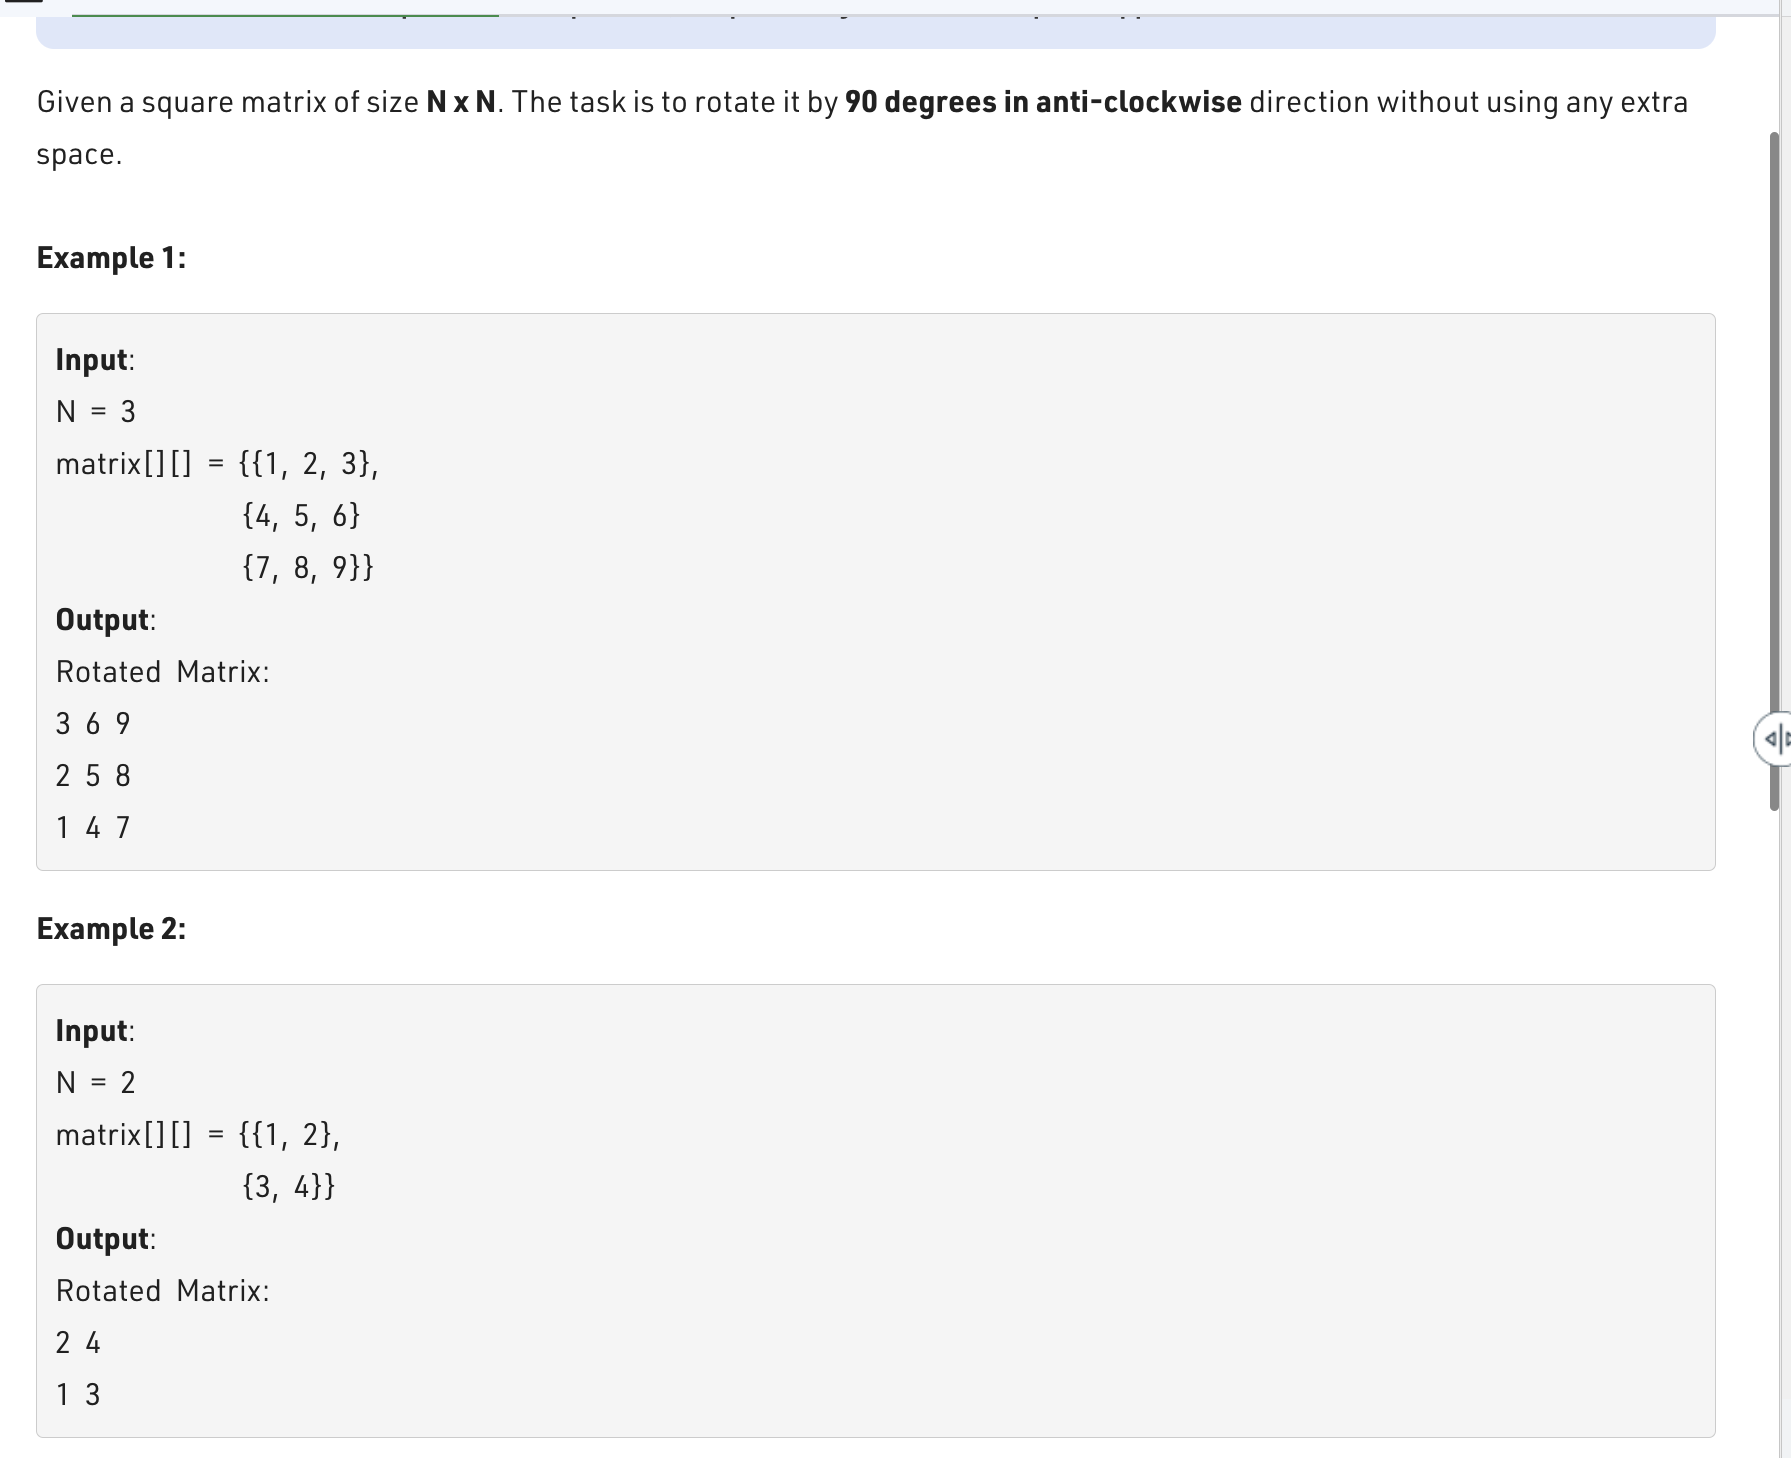 Given a square matrix of size N x N. The task is to rotate it by 90 degrees in anti-clockwise direction without using any extra
space.
Example 1:
Input:
N = 3
matrix[][] = {{1, 2, 3},
{4, 5, 6}
{7, 8, 9}}
Output:
Rotated Matrix:
3 6 9
2 5 8
1 4 7
Example 2:
Input:
N = 2
matrix[][] = {{1, 2},
{3, 4}}
Output:
Rotated Matrix:
2 4
1 3